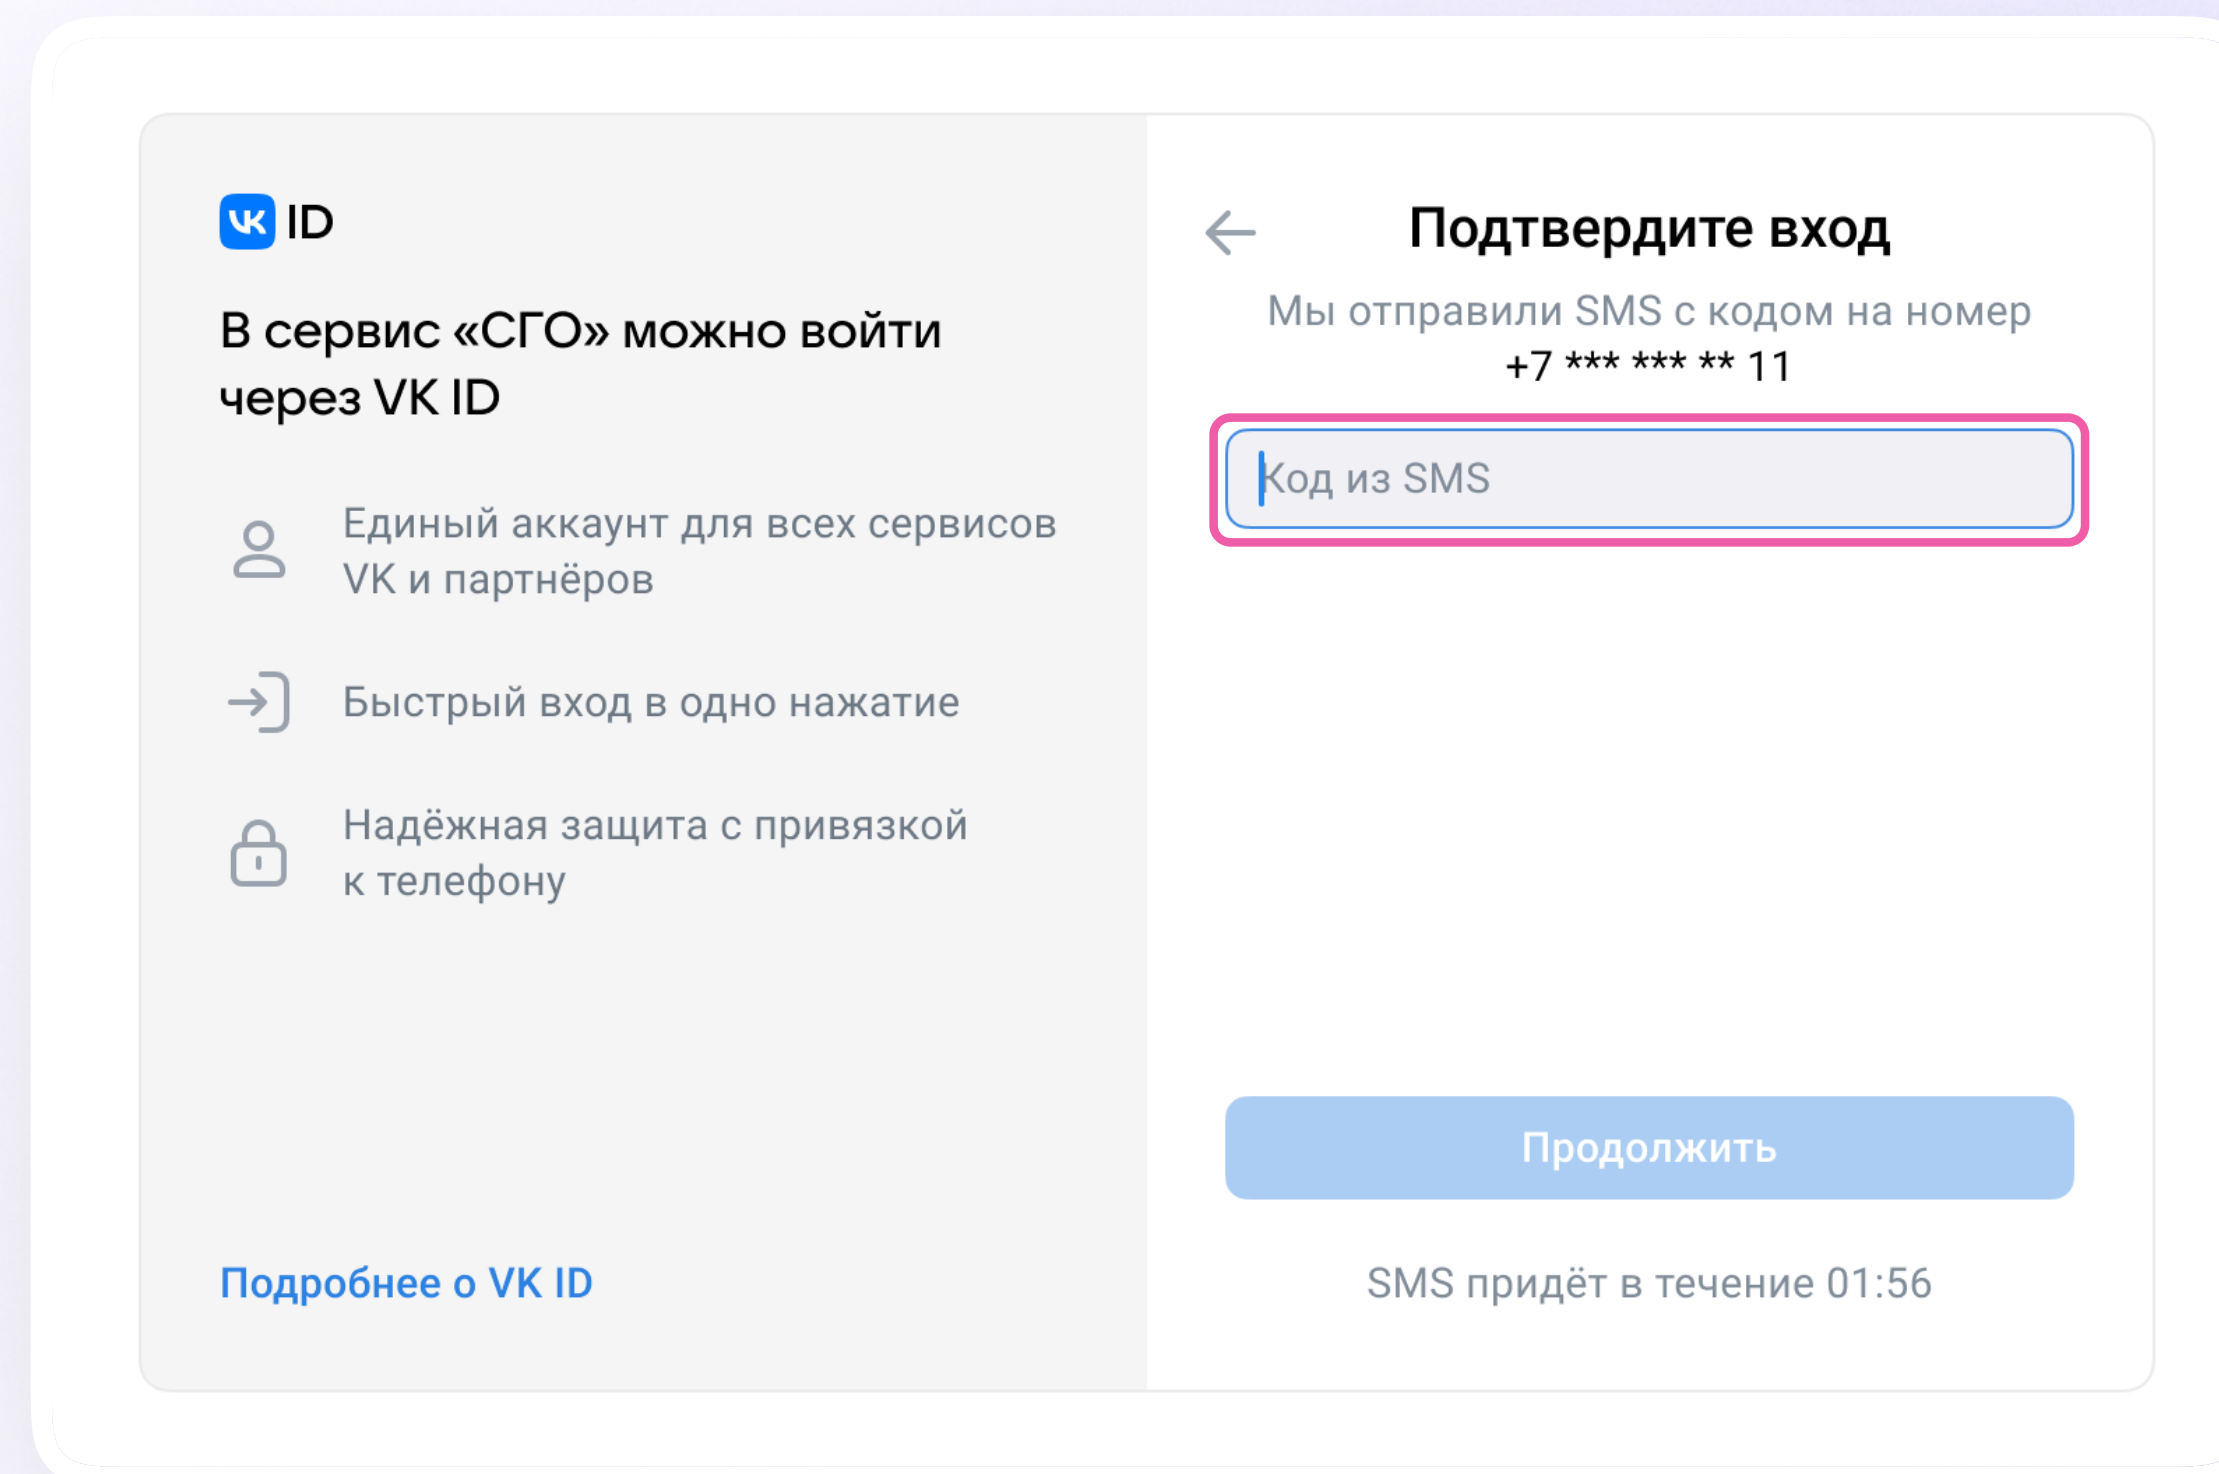 VK ID
В сервис «СГО» можно войти
через VK ID
Единый аккаунт для всех сервисов
VK и партнёров
Быстрый вход в одно нажатие
Надёжная защита с привязкой
к телефону
Подробнее о VK ID
Подтвердите вход
Мы отправили SMS с кодом на номер
+7 *** *** ** 11
Код из SMS
Продолжить
SMS придёт в течение 01:56